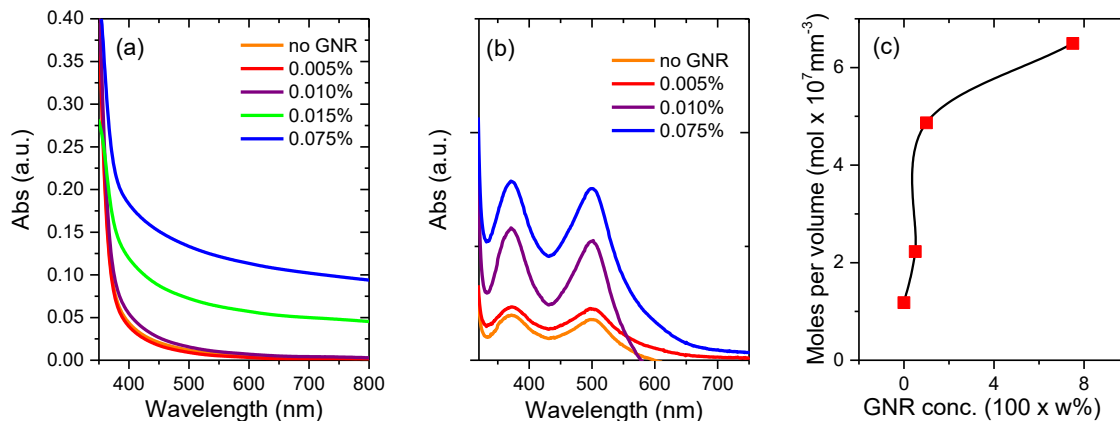 (a)
no GNR
0.005%
0.010%
0.015%
0.075%
0.40
0.35
0.30
0.25
0.20
0.15
0.10
0.05
0.00
Abs (a.u.)
400 500 600 700 800
Wavelength (nm)
(b)
no GNR
0.005%
0.010%
0.075%
Abs (a.u.)
400 500 600 700
Wavelength (nm)
(c)
6
4
2
0
Moles per volume (mol x 10⁷mm⁻³)
0 4 8
GNR conc. (100 x w%)